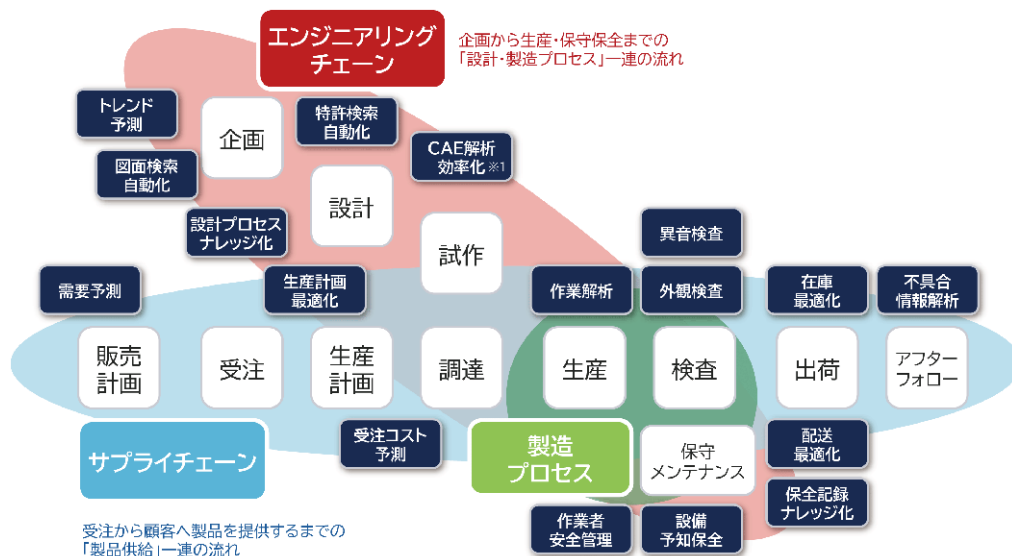 エンジニアリング
チェーン
企画から生産・保守保全までの
「設計・製造プロセス」一連の流れ
トレンド
予測
企画
特許検索
自動化
CAE解析
効率化※1
図面検索
自動化
設計
設計プロセス
ナレッジ化
試作
異音検査
需要予測
生産計画
最適化
作業解析
外観検査
在庫
最適化
不具合
情報解析
販売
計画
受注
生産
計画
調達
生産
検査
出荷
アフター
フォロー
サプライチェーン
受注コスト
予測
製造
プロセス
保守
メンテナンス
配送
最適化
保全記録
ナレッジ化
作業者
安全管理
設備
予知保全
受注から顧客へ製品を提供するまでの
「製品供給」一連の流れ